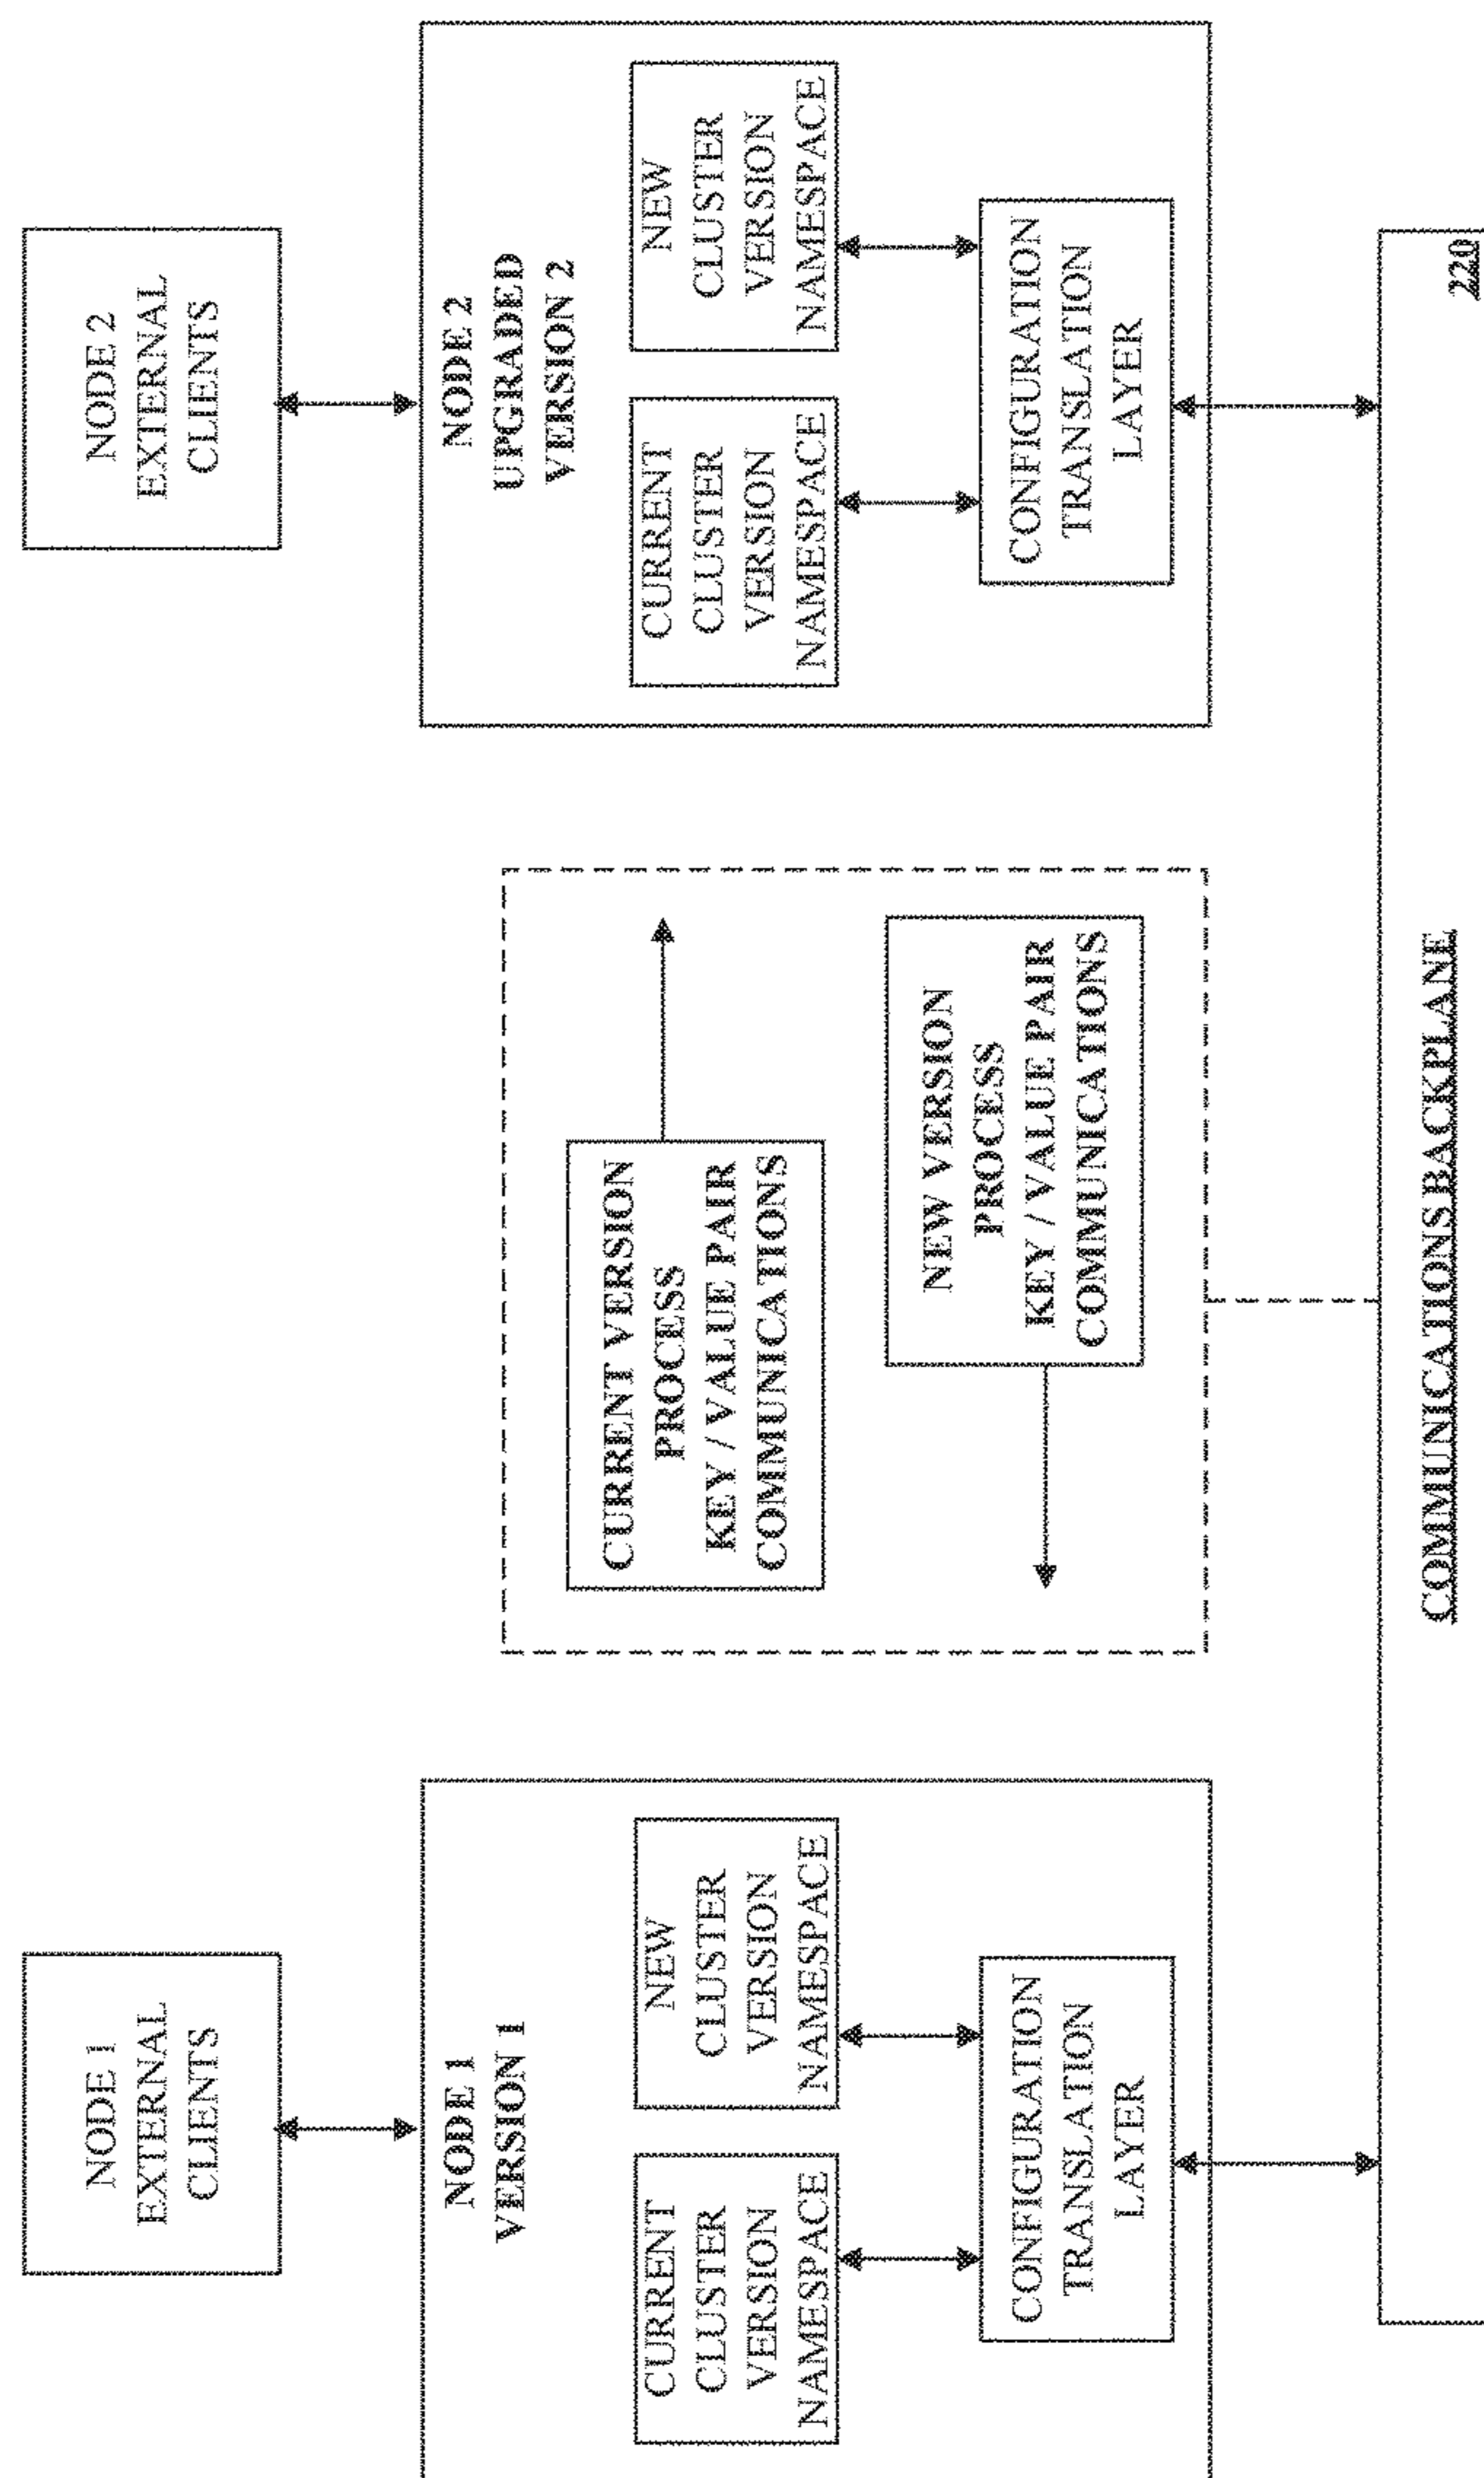 NODE 1
EXTERNAL
CLIENTS
NODE 1
VERSION 1
CURRENT
CLUSTER
VERSION
NAMESPACE
NEW
CLUSTER
VERSION
NAMESPACE
CONFIGURATION
TRANSLATION
LAYER
CURRENT VERSION
PROCESS
KEY / VALUE PAIR
COMMUNICATIONS
NEW VERSION
PROCESS
KEY / VALUE PAIR
COMMUNICATIONS
NODE 2
EXTERNAL
CLIENTS
NODE 2
UPGRADED
VERSION 2
CURRENT
CLUSTER
VERSION
NAMESPACE
NEW
CLUSTER
VERSION
NAMESPACE
CONFIGURATION
TRANSLATION
LAYER
COMMUNICATIONS BACKPLANE
220